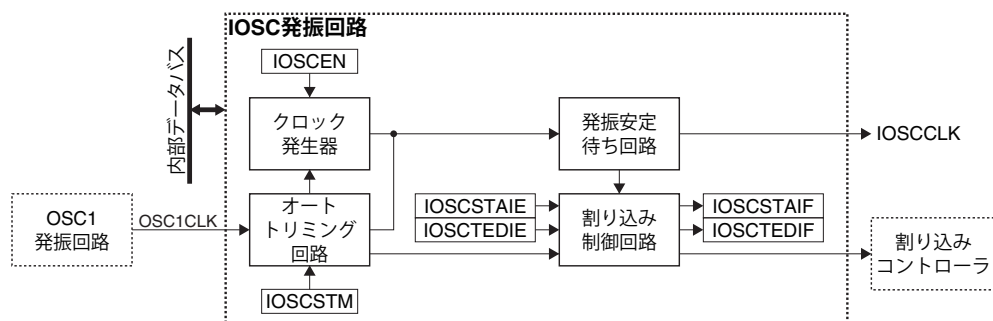 IOSC発振回路
内部データバス
IOSCEN
クロック
発生器
発振安定
待ち回路
IOSCCLK
OSC1
発振回路
OSC1CLK
オート
トリミング
回路
IOSCSTAIE
IOSCTEDIE
割り込み
制御回路
IOSCSTAIF
IOSCTEDIF
割り込み
コントローラ
IOSCSTM